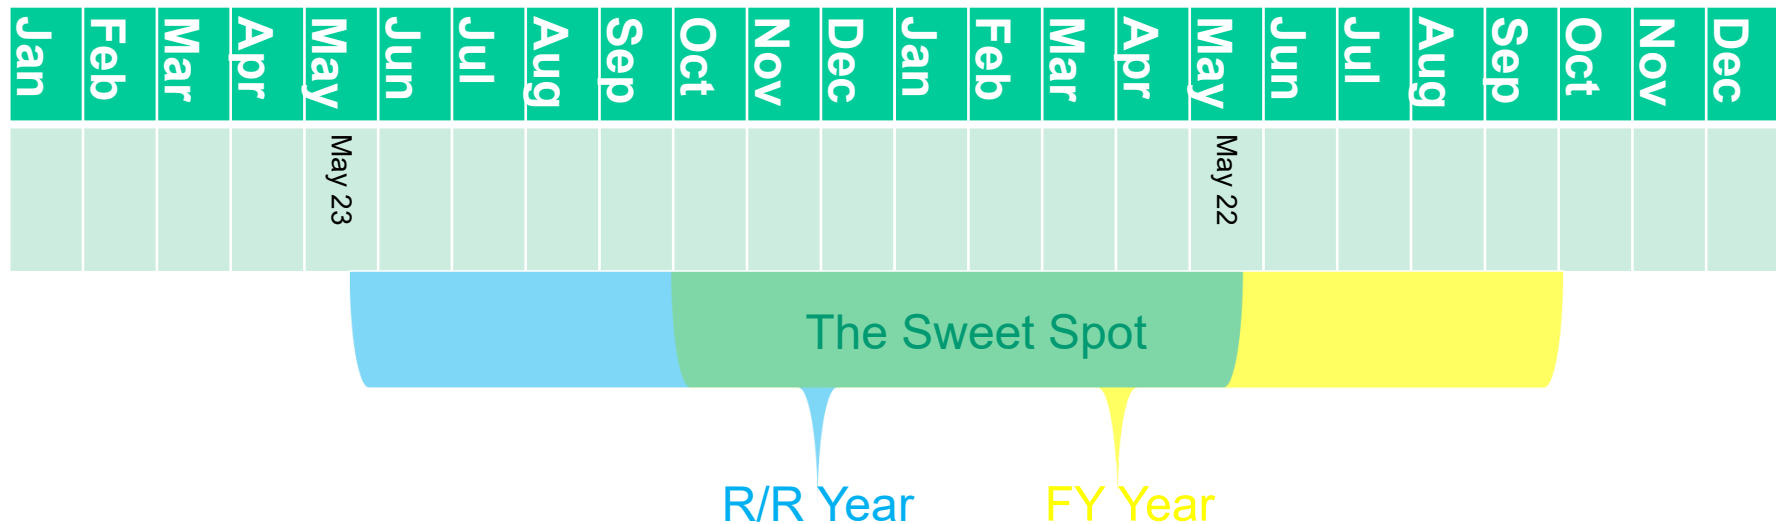 Jan Feb Mar Apr May Jun Jul Aug Sep Oct Nov Dec Jan Feb Mar Apr May Jun Jul Aug Sep Oct Nov Dec
May 23 May 22
The Sweet Spot
R/R Year FY Year